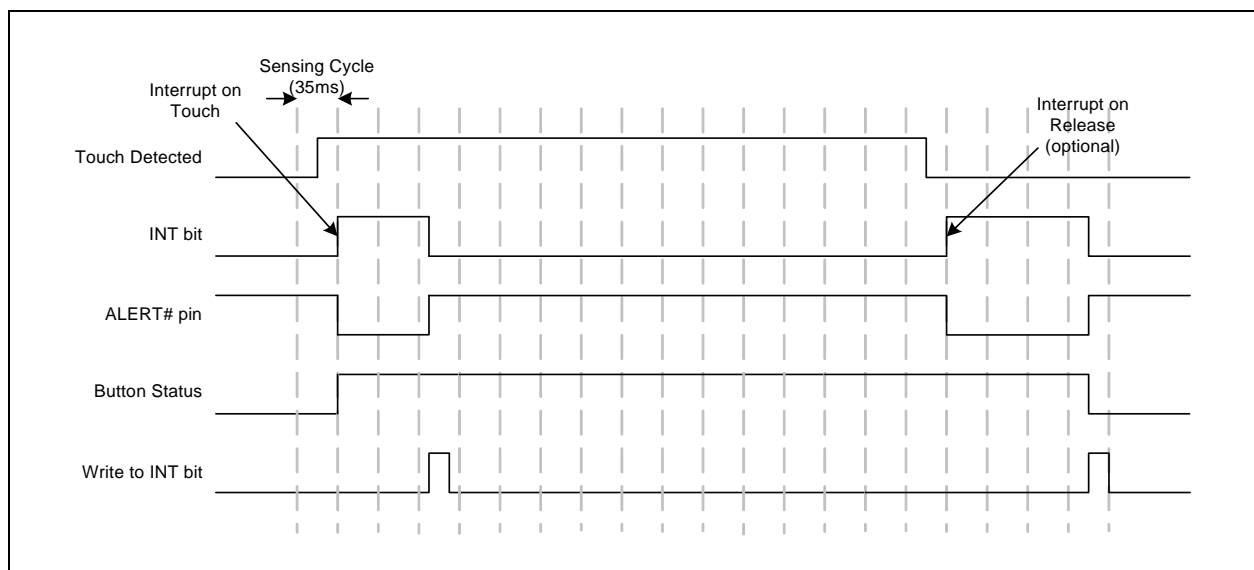 Sensing Cycle
(35ms)
Interrupt on
Touch
Interrupt on
Release
(optional)
Touch Detected
INT bit
ALERT# pin
Button Status
Write to INT bit